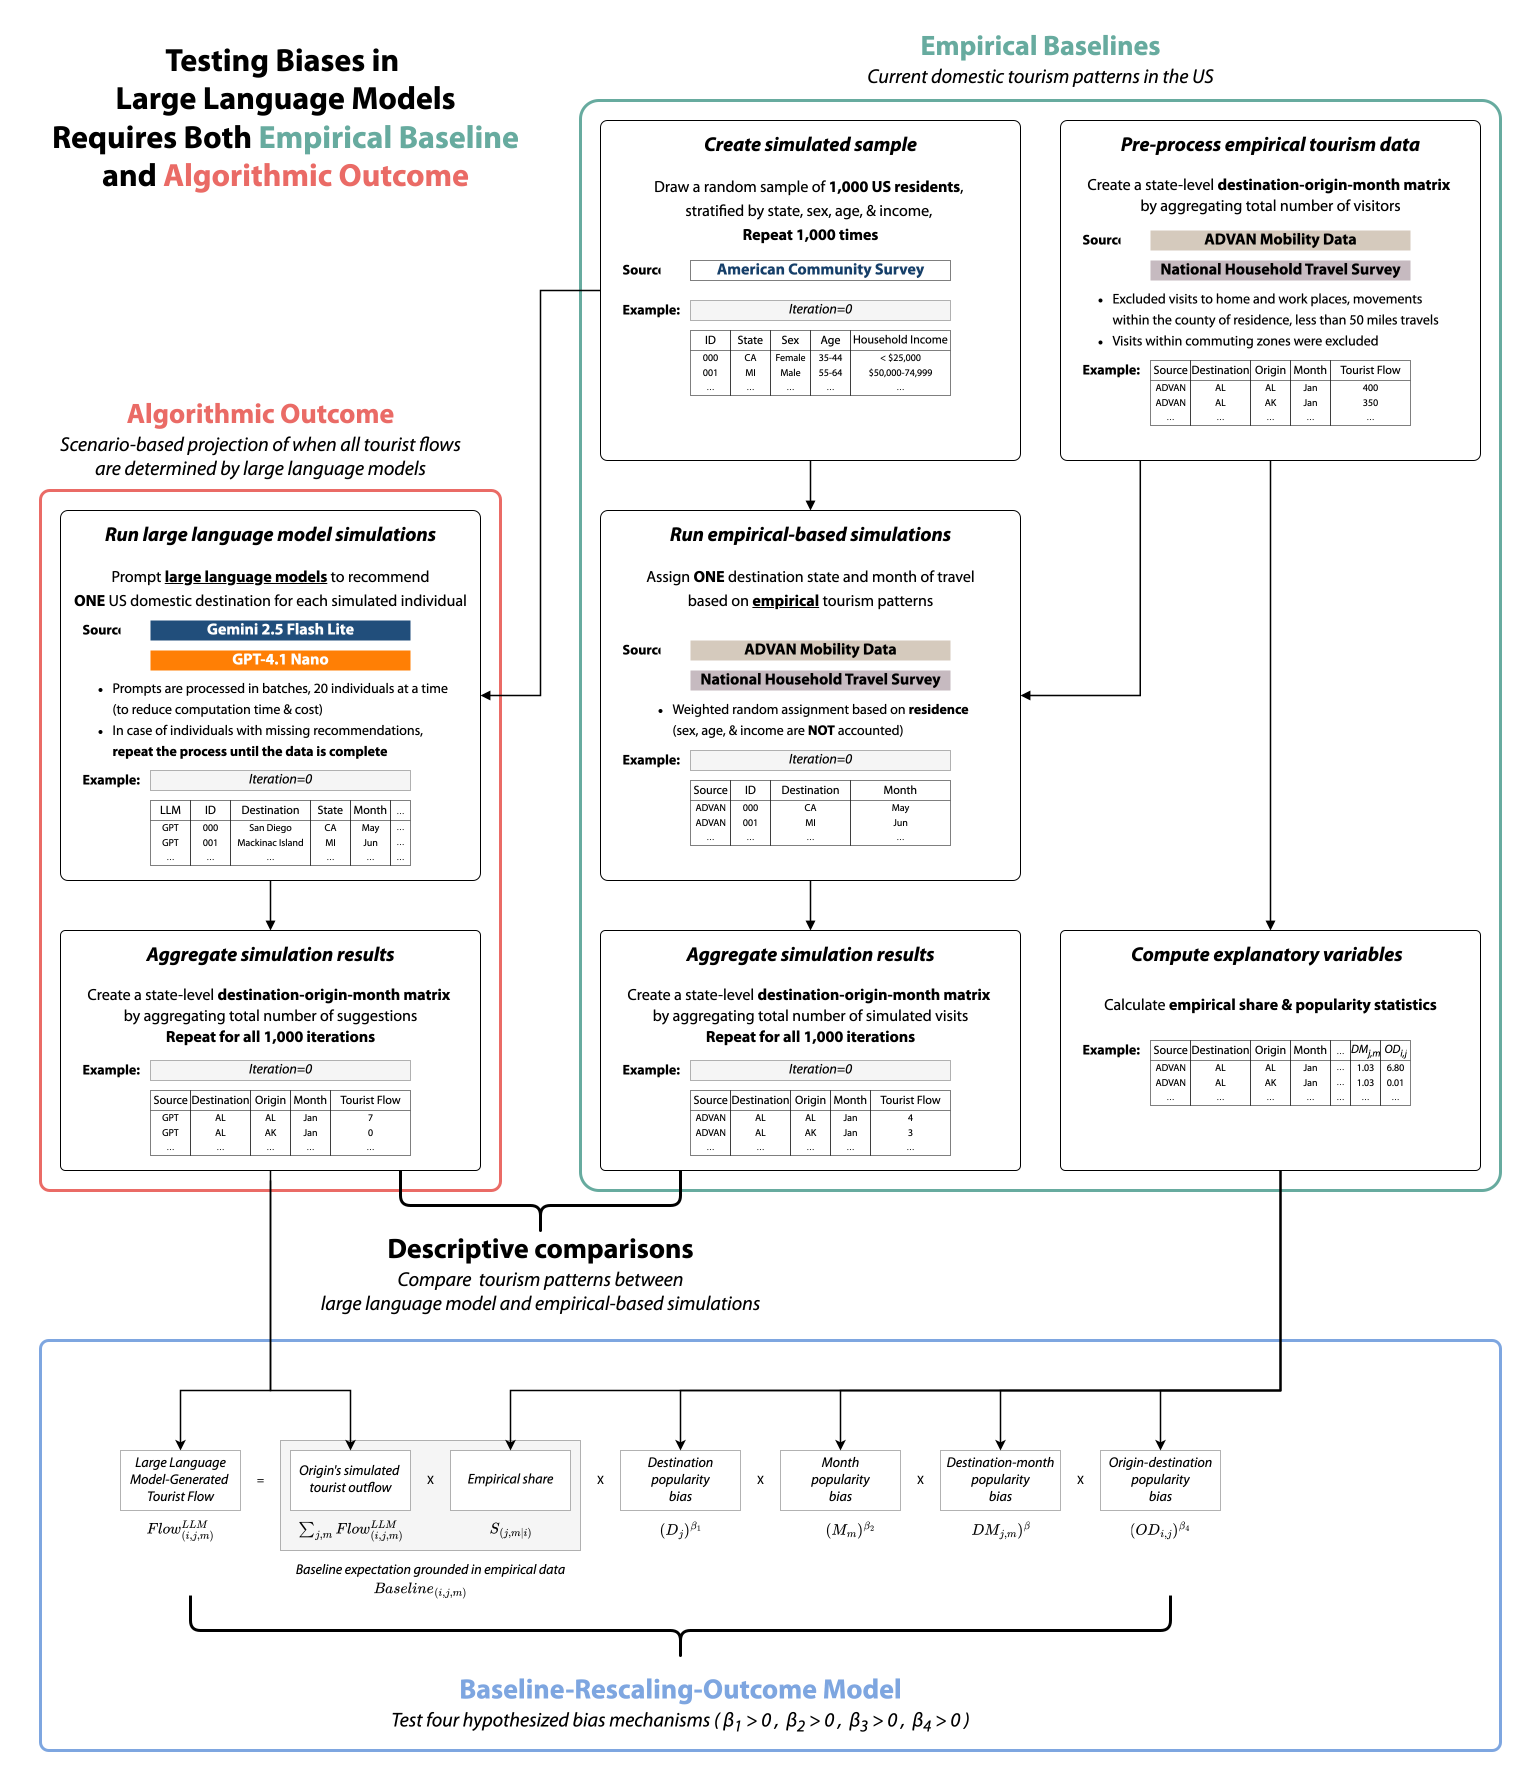 Testing Biases in
Large Language Models
Requires Both Empirical Baseline
and Algorithmic Outcome
Empirical Baselines
Current domestic tourism patterns in the US
Create simulated sample
Draw a random sample of 1,000 US residents,
stratified by state, sex, age, & income,
Repeat 1,000 times
Sourc American Community Survey
Example: Iteration=0
ID State Sex Age Household Income
000 CA Female 35-44 < $25,000
001 MI Male 55-64 $50,000-74,999
... ... ... ... ...
Pre-process empirical tourism data
Create a state-level destination-origin-month matrix
by aggregating total number of visitors
Sourc ADVAN Mobility Data
National Household Travel Survey
• Excluded visits to home and work places, movements
within the county of residence, less than 50 miles travels
• Visits within commuting zones were excluded
Example: Source Destination Origin Month Tourist Flow
ADVAN AL AL Jan 400
ADVAN AL AK Jan 350
... ... ... ... ...
Algorithmic Outcome
Scenario-based projection of when all tourist flows
are determined by large language models
Run large language model simulations
Prompt large language models to recommend
ONE US domestic destination for each simulated individual
Sourc Gemini 2.5 Flash Lite
GPT-4.1 Nano
• Prompts are processed in batches, 20 individuals at a time
(to reduce computation time & cost)
• In case of individuals with missing recommendations,
repeat the process until the data is complete
Example: Iteration=0
LLM ID Destination State Month ...
GPT 000 San Diego CA May ...
GPT 001 Mackinac Island MI Jun ...
... ... ... ... ... ...
Run empirical-based simulations
Assign ONE destination state and month of travel
based on empirical tourism patterns
Sourc ADVAN Mobility Data
National Household Travel Survey
• Weighted random assignment based on residence
(sex, age, & income are NOT accounted)
Example: Iteration=0
Source ID Destination Month
ADVAN 000 CA May
ADVAN 001 MI Jun
... ... ... ...
Aggregate simulation results
Create a state-level destination-origin-month matrix
by aggregating total number of suggestions
Repeat for all 1,000 iterations
Example: Iteration=0
Source Destination Origin Month Tourist Flow
GPT AL AL Jan 7
GPT AL AK Jan 0
... ... ... ... ...
Aggregate simulation results
Create a state-level destination-origin-month matrix
by aggregating total number of simulated visits
Repeat for all 1,000 iterations
Example: Iteration=0
Source Destination Origin Month Tourist Flow
ADVAN AL AL Jan 4
ADVAN AL AK Jan 3
... ... ... ... ...
Compute explanatory variables
Calculate empirical share & popularity statistics
Example: Source Destination Origin Month ... DM_{j,m} OD_{i,j}
ADVAN AL AL Jan ... 1.03 6.80
ADVAN AL AK Jan ... 1.03 0.01
... ... ... ... ... ... ...
Descriptive comparisons
Compare tourism patterns between
large language model and empirical-based simulations
Large Language
Model-Generated
Tourist Flow
=
Origin's simulated
tourist outflow
x
Empirical share
x
Destination
popularity
bias
x
Month
popularity
bias
x
Destination-month
popularity
bias
x
Origin-destination
popularity
bias
Flow^{LLM}_{(i,j,m)} ∑_{j,m} Flow^{LLM}_{(i,j,m)} S_{(j,m|i)} (D_j)^{β_1} (M_m)^{β_2} DM_{j,m})^β (OD_{i,j})^{β_4}
Baseline expectation grounded in empirical data
Baseline_{(i,j,m)}
Baseline-Rescaling-Outcome Model
Test four hypothesized bias mechanisms ( β_1 > 0 , β_2 > 0 , β_3 > 0 , β_4 > 0 )